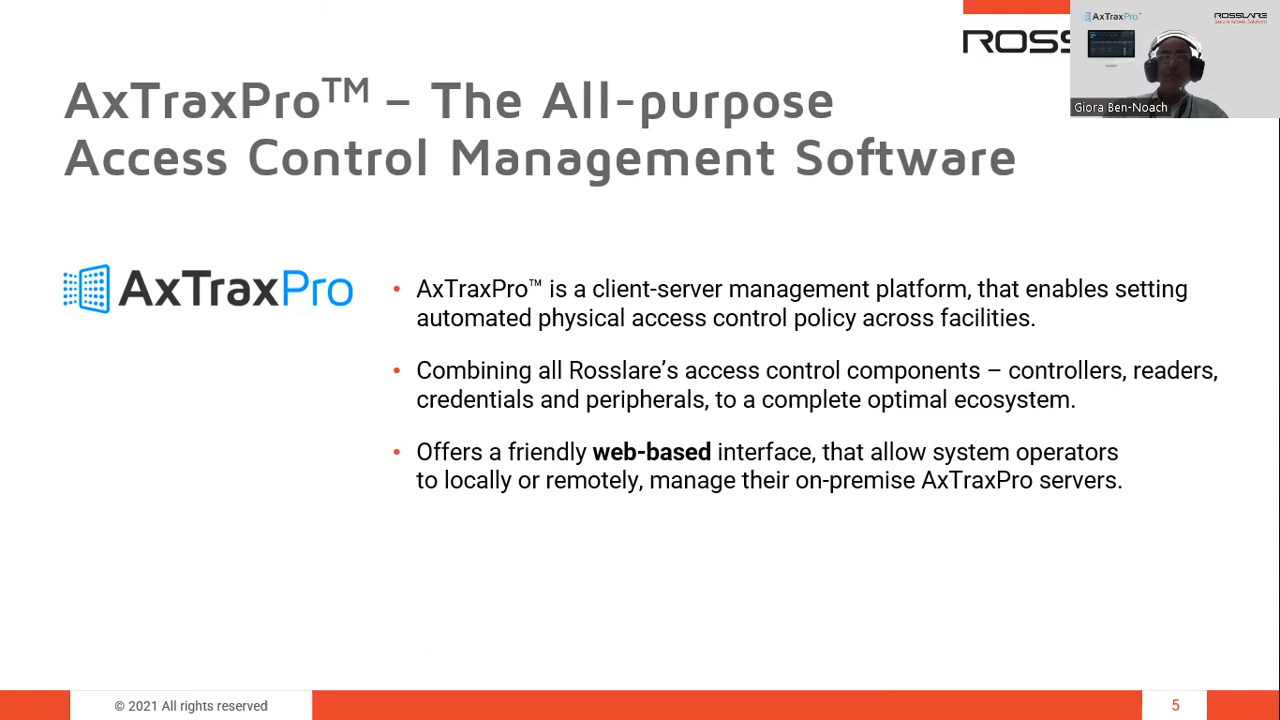 AxTraxPro™
ROSSLARE
ROSS
Giora Ben-Noach
AxTraxPro™ – The All-purpose
Access Control Management Software
AxTraxPro
• AxTraxPro™ is a client-server management platform, that enables setting
automated physical access control policy across facilities.
• Combining all Rosslare’s access control components – controllers, readers,
credentials and peripherals, to a complete optimal ecosystem.
• Offers a friendly web-based interface, that allow system operators
to locally or remotely, manage their on-premise AxTraxPro servers.
© 2021 All rights reserved
5